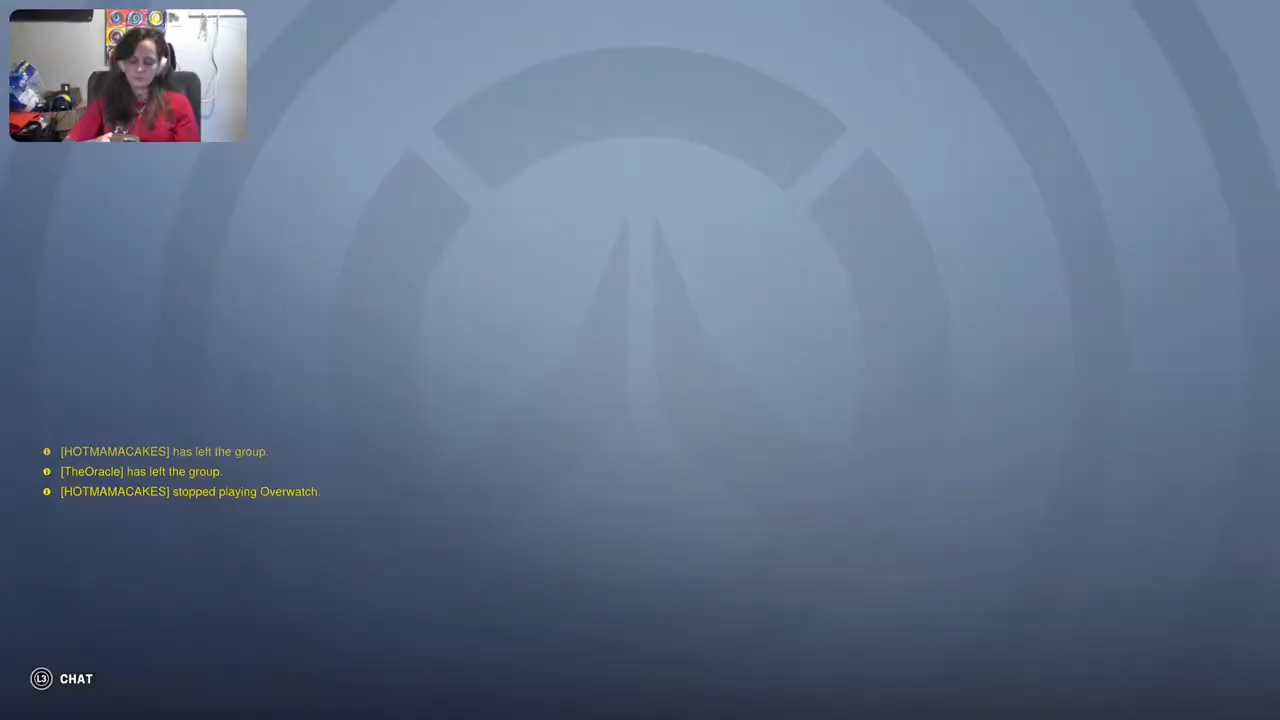 [HOTMAMACAKES] has left the group.
[TheOracle] has left the group.
[HOTMAMACAKES] stopped playing Overwatch.
L3 CHAT